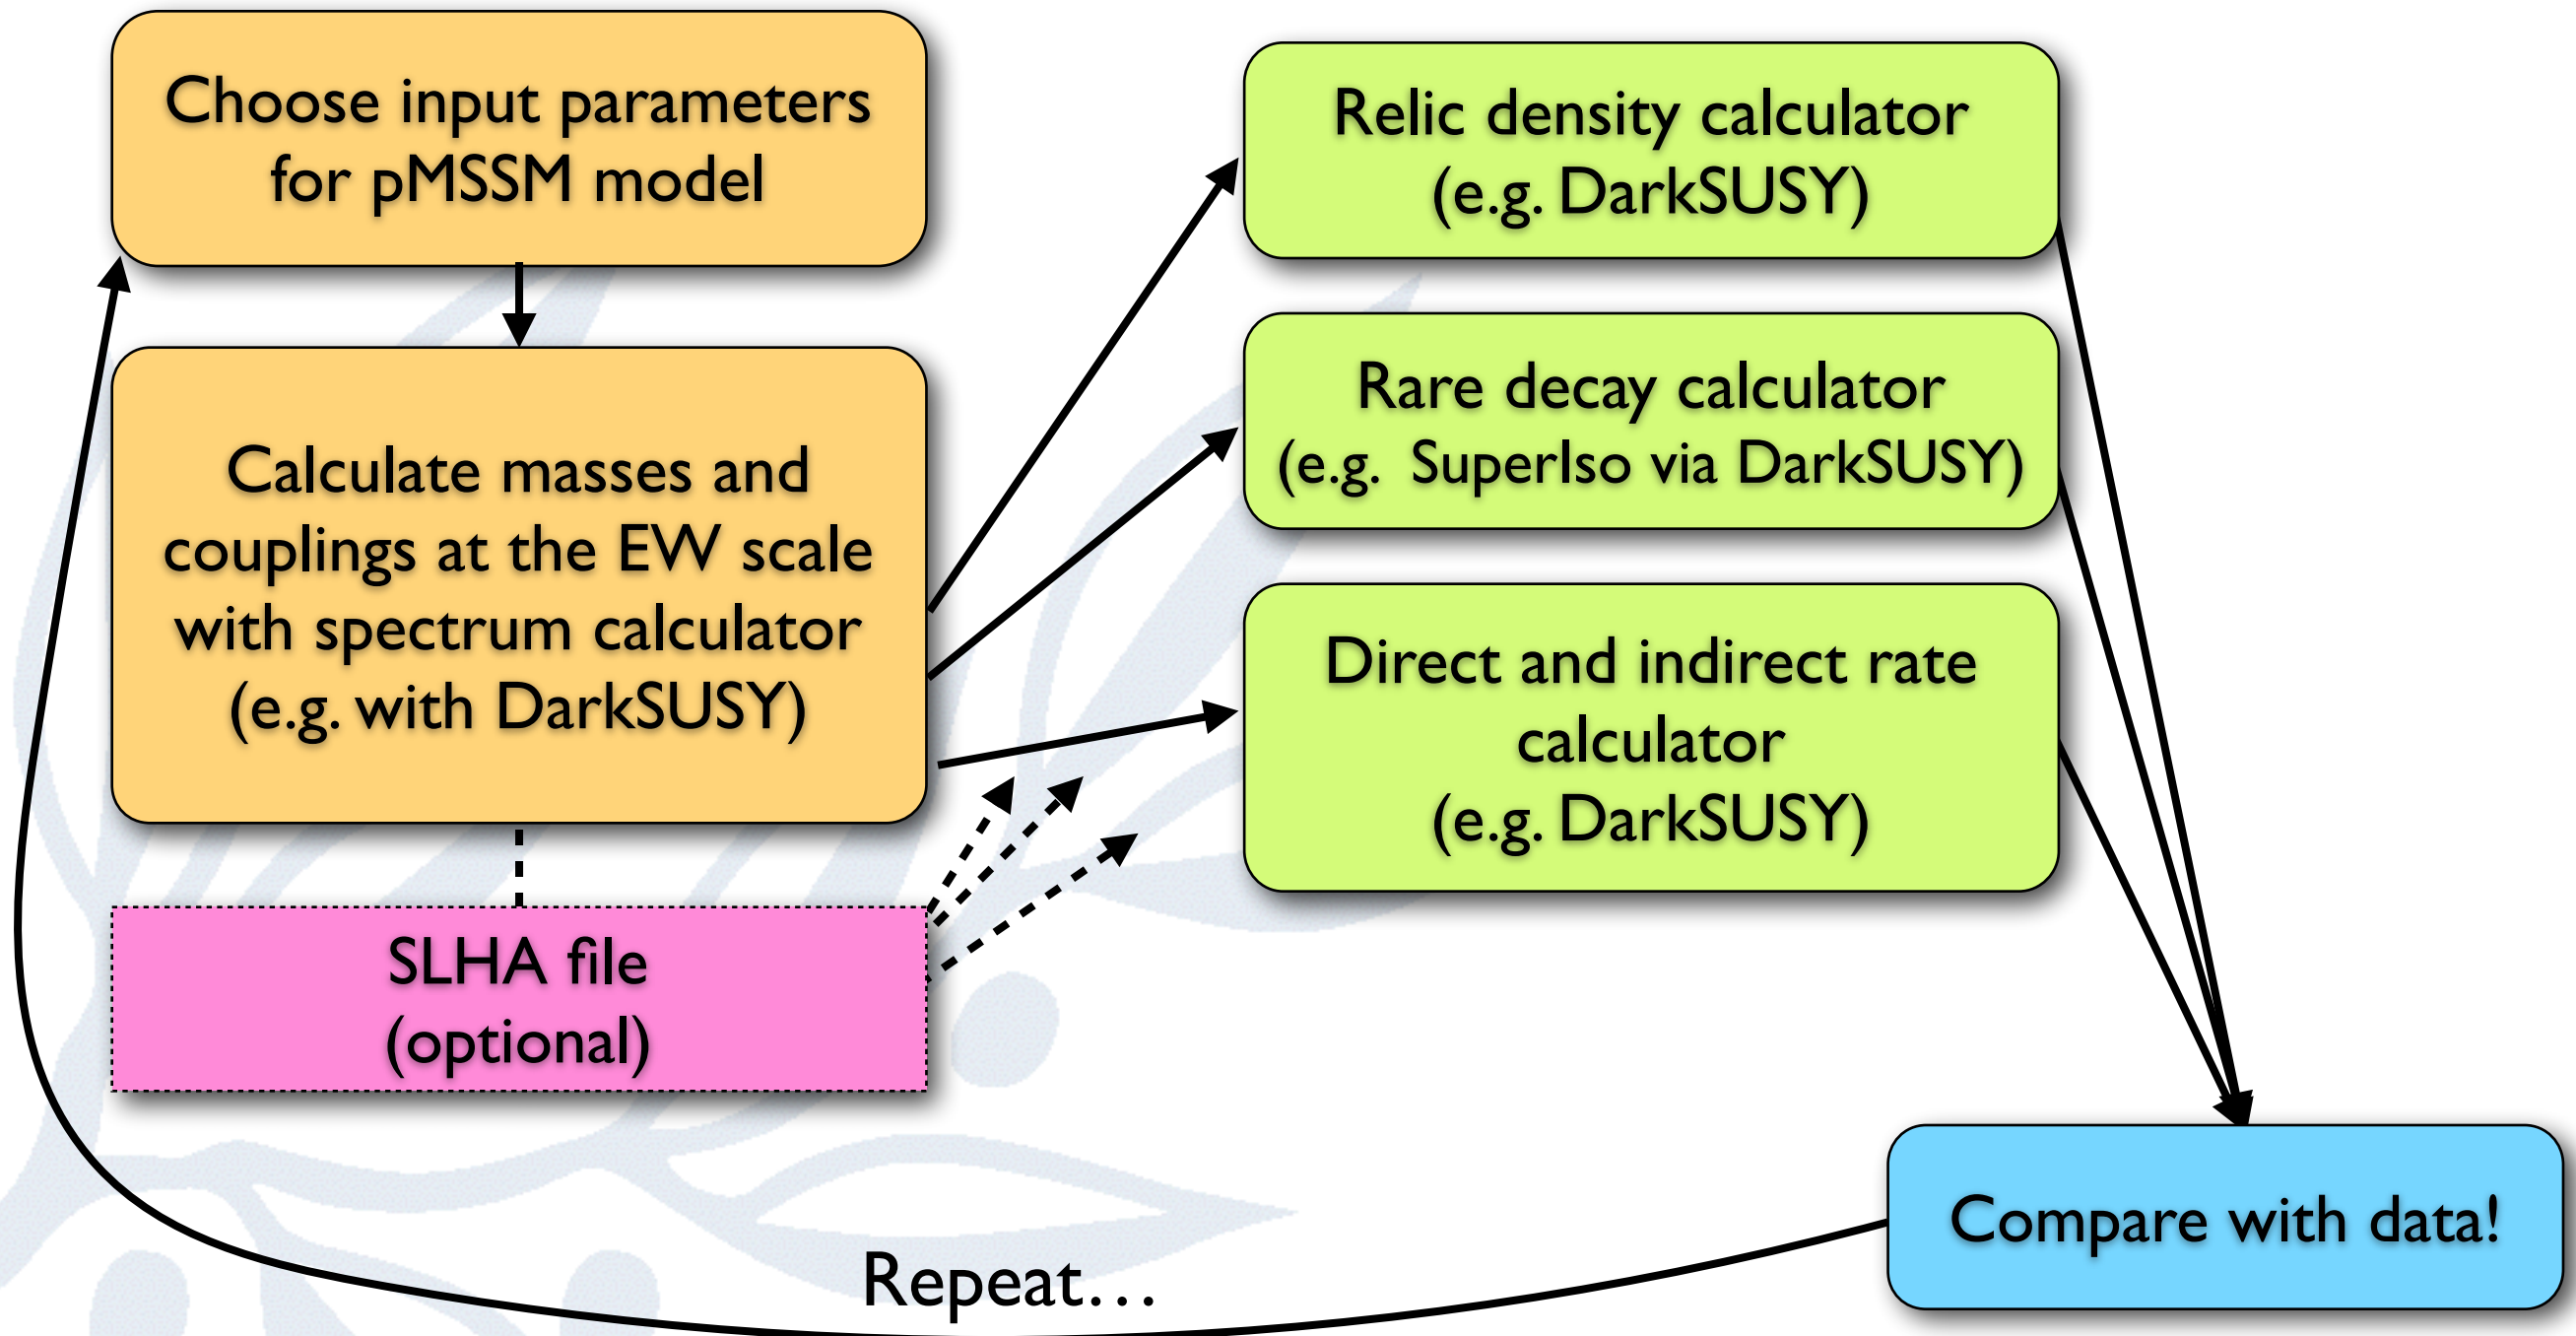 Choose input parameters
for pMSSM model
Calculate masses and
couplings at the EW scale
with spectrum calculator
(e.g. with DarkSUSY)
SLHA file
(optional)
Relic density calculator
(e.g. DarkSUSY)
Rare decay calculator
(e.g. SuperIso via DarkSUSY)
Direct and indirect rate
calculator
(e.g. DarkSUSY)
Compare with data!
Repeat…